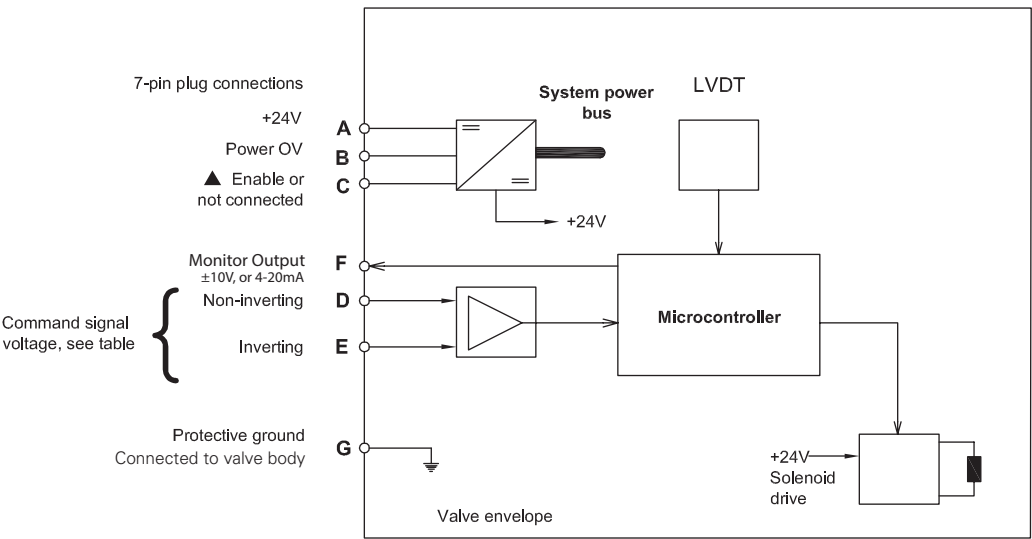 7-pin plug connections
+24V
A
Power OV
B
▲ Enable or
not connected
C
System power
bus
LVDT
+24V
Monitor Output
±10V, or 4-20mA
F
Non-inverting
D
Command signal
voltage, see table
Inverting
E
Microcontroller
Protective ground
Connected to valve body
G
+24V
Solenoid
drive
Valve envelope